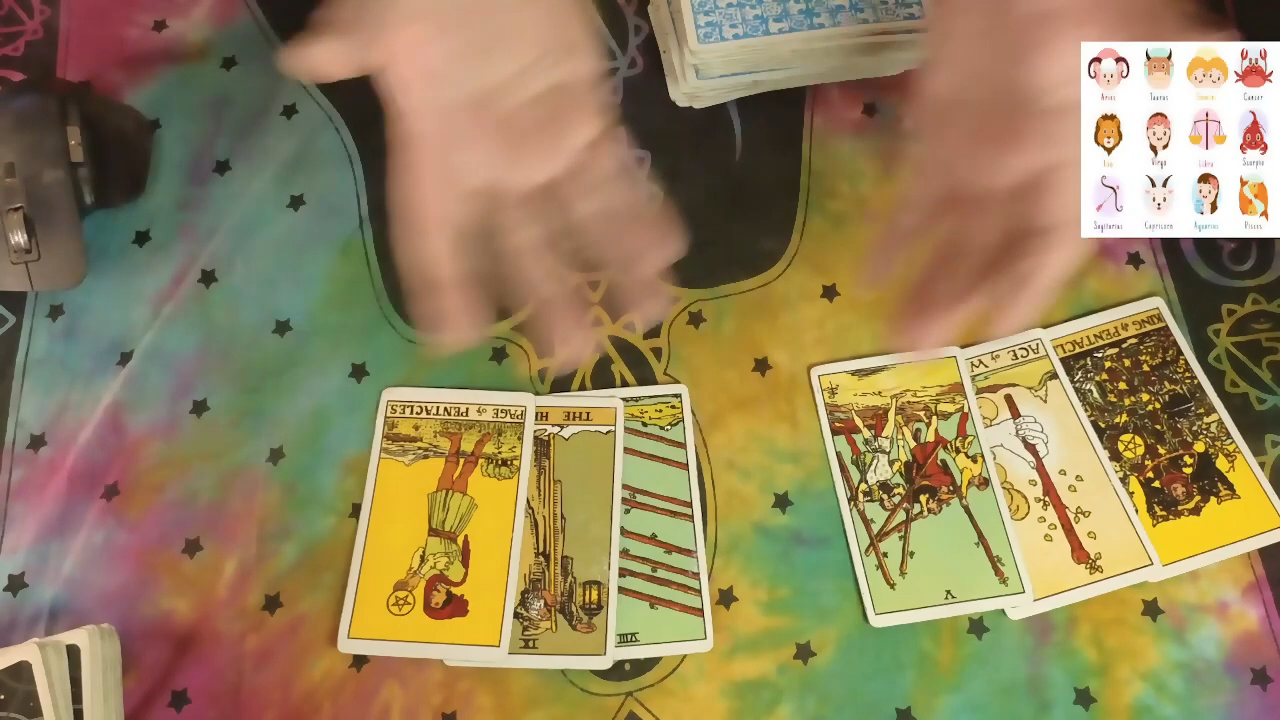 Aries Taurus Gemini Cancer
Leo Virgo Libra Scorpio
Sagittarius Capricorn Aquarius Pisces
PAGE of PENTACLES
THE H
IX
VIII
V
ACE of W
KING of PENTACL